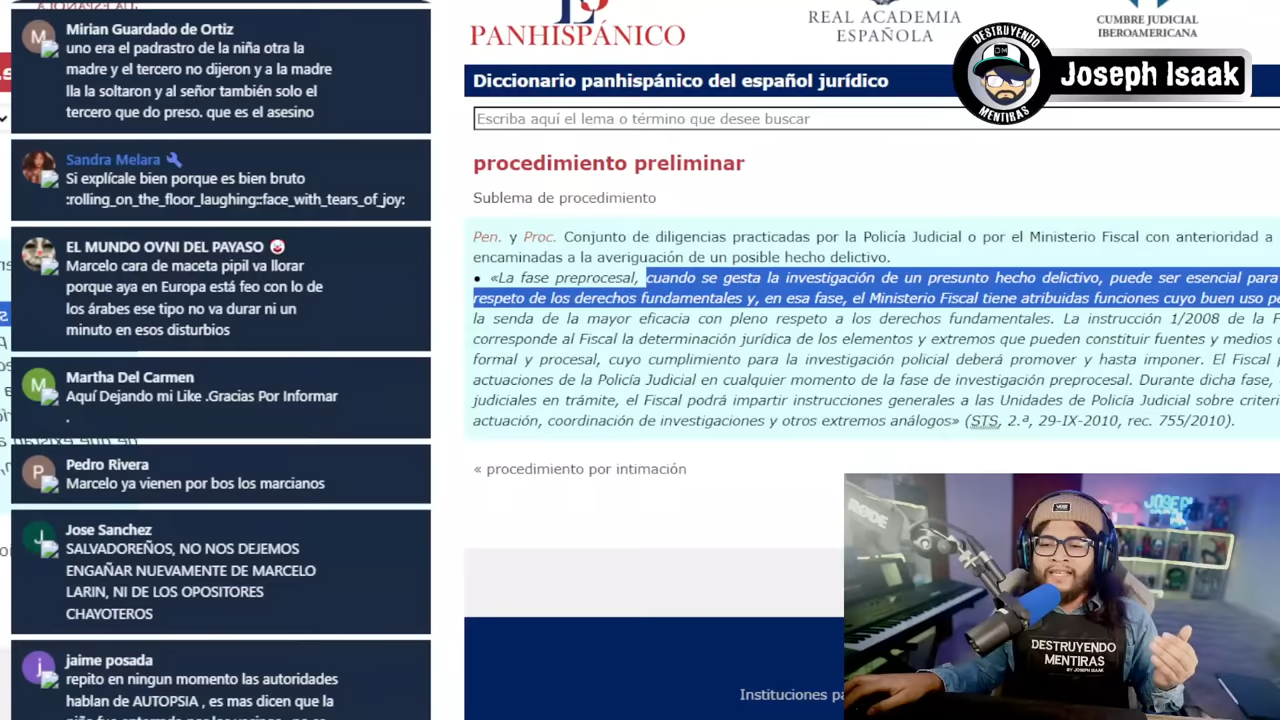 Mirian Guardado de Ortiz
uno era el padrastro de la niña otra la
madre y el tercero no dijeron y a la madre
lla la soltaron y al señor también solo el
tercero que do preso. que es el asesino
Sandra Melara
Si explícale bien porque es bien bruto
:rolling_on_the_floor_laughing::face_with_tears_of_joy:
EL MUNDO OVNI DEL PAYASO 🤡
Marcelo cara de maceta pipil va llorar
porque aya en Europa está feo con lo de
los árabes ese tipo no va durar ni un
minuto en esos disturbios
Martha Del Carmen
Aquí Dejando mi Like .Gracias Por Informar
.
Pedro Rivera
Marcelo ya vienen por bos los marcianos
Jose Sanchez
SALVADOREÑOS, NO NOS DEJEMOS
ENGAÑAR NUEVAMENTE DE MARCELO
LARIN, NI DE LOS OPOSITORES
CHAYOTEROS
jaime posada
repito en ningun momento las autoridades
hablan de AUTOPSIA , es mas dicen que la
PANHISPÁNICO
REAL ACADEMIA
ESPAÑOLA
CUMBRE JUDICIAL
IBEROAMERICANA
DESTRUYENDO
DM
MENTIRAS
Joseph Isaak
Diccionario panhispánico del español jurídico
Escriba aquí el lema o término que desee buscar
procedimiento preliminar
Sublema de procedimiento
Pen. y Proc. Conjunto de diligencias practicadas por la Policía Judicial o por el Ministerio Fiscal con anterioridad a
encaminadas a la averiguación de un posible hecho delictivo.
• «La fase preprocesal, cuando se gesta la investigación de un presunto hecho delictivo, puede ser esencial para
respeto de los derechos fundamentales y, en esa fase, el Ministerio Fiscal tiene atribuidas funciones cuyo buen uso
la senda de la mayor eficacia con pleno respeto a los derechos fundamentales. La instrucción 1/2008 de la
corresponde al Fiscal la determinación jurídica de los elementos y extremos que pueden constituir fuentes y medios
formal y procesal, cuyo cumplimiento para la investigación policial deberá promover y hasta imponer. El Fiscal
actuaciones de la Policía Judicial en cualquier momento de la fase de investigación preprocesal. Durante dicha fase,
judiciales en trámite, el Fiscal podrá impartir instrucciones generales a las Unidades de Policía Judicial sobre
actuación, coordinación de investigaciones y otros extremos análogos» (STS, 2.ª, 29-IX-2010, rec. 755/2010).
« procedimiento por intimación
Instituciones
RØDE
JOSEPH
DESTRUYENDO
MENTIRAS
BY JOSEPH ISAAK